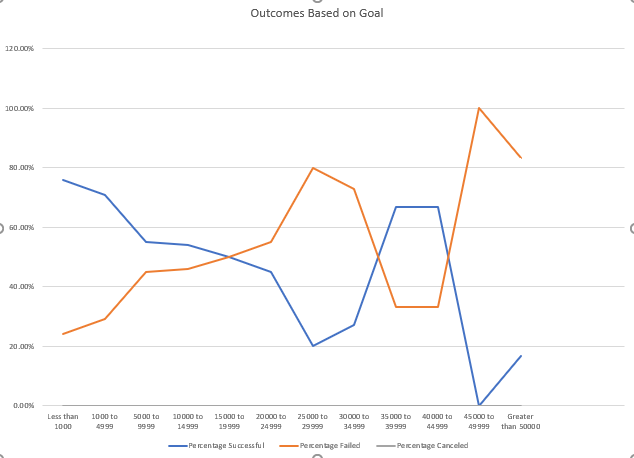 Outcomes Based on Goal
120.00%
100.00%
80.00%
60.00%
40.00%
20.00%
0.00%
Less than 1000
1000 to 4999
5000 to 9999
10000 to 14999
15000 to 19999
20000 to 24999
25000 to 29999
30000 to 34999
35000 to 39999
40000 to 44999
45000 to 49999
Greater than 50000
Percentage Successful
Percentage Failed
Percentage Canceled